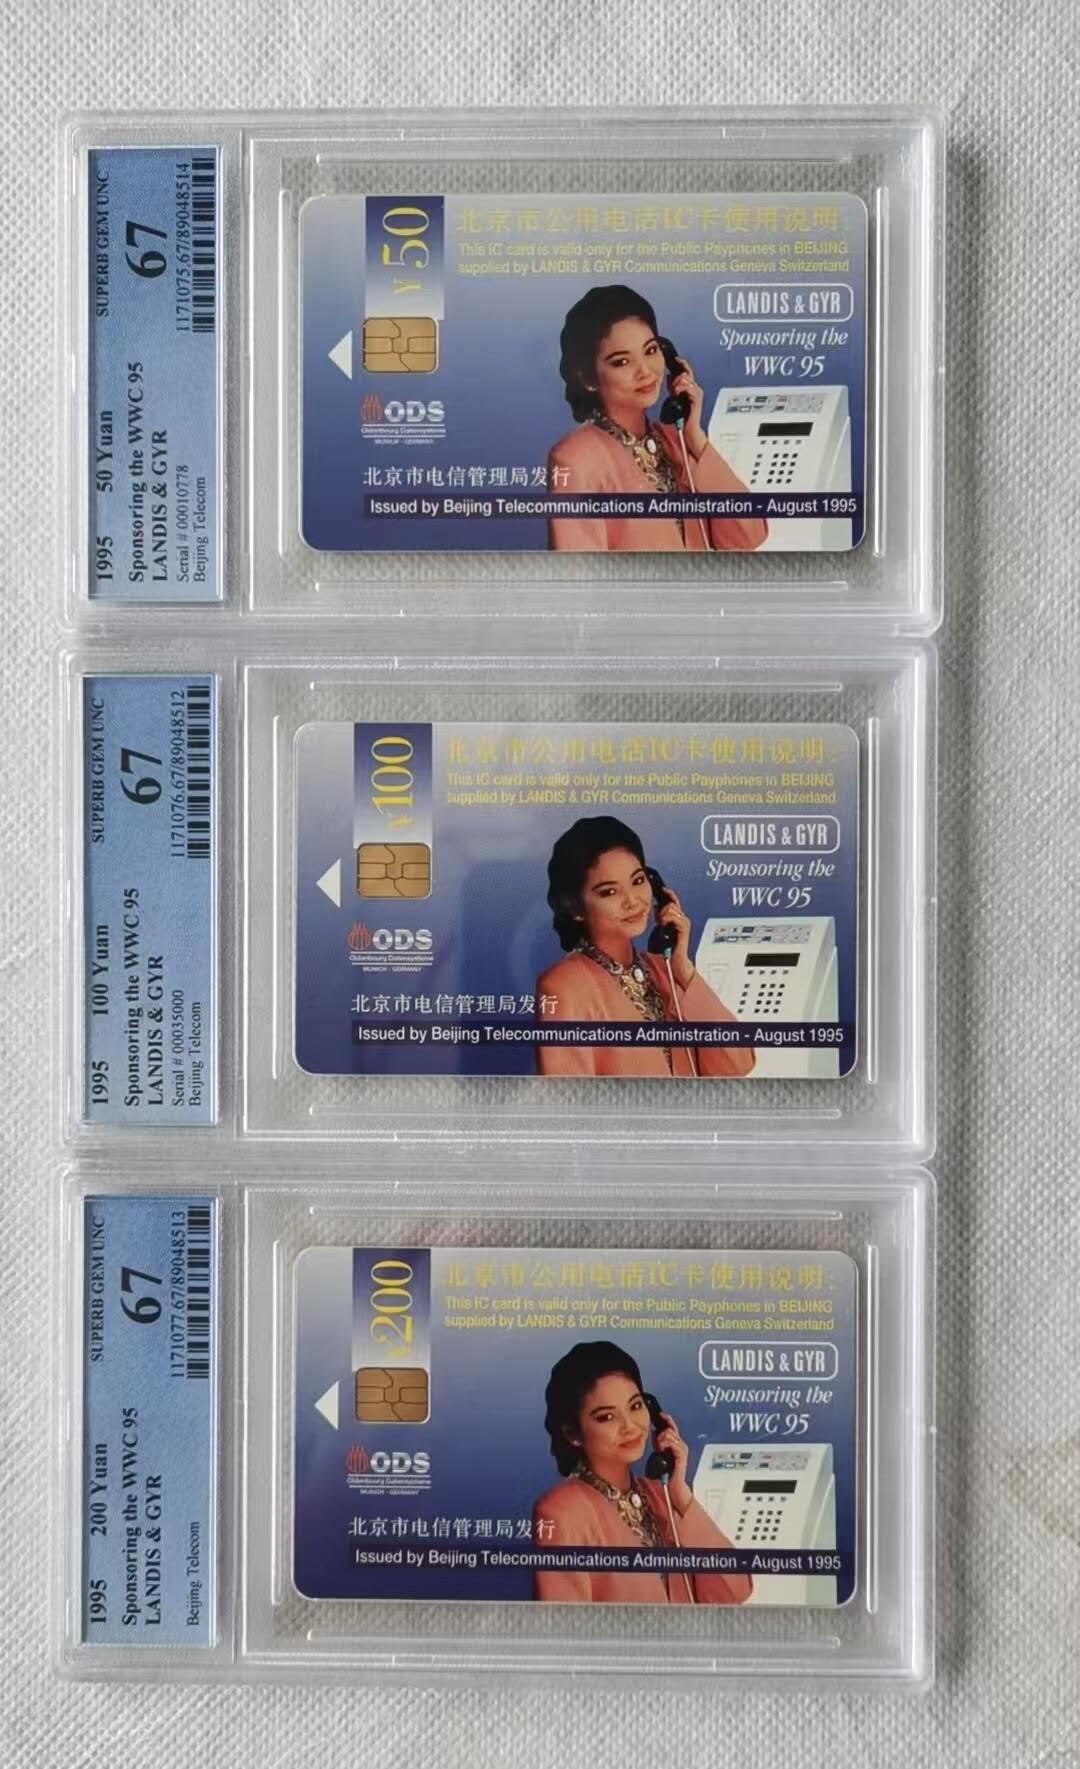 SUPERB GEM UNC
67
1171075.67/89048514
1995 50 Yuan
Sponsoring the WWC 95
LANDIS & GYR
Serial # 00010778
Beijing Telecom
¥50
北京市公用电话IC卡使用说明:
This IC card is valid only for the Public Payphones in BEIJING
supplied by LANDIS & GYR Communications Geneva Switzerland
LANDIS & GYR
Sponsoring the
WWC 95
ODS
Oldenbourg Datensysteme
MUNICH - GERMANY
北京市电信管理局发行
Issued by Beijing Telecommunications Administration - August 1995
SUPERB GEM UNC
67
1171076.67/89048512
1995 100 Yuan
Sponsoring the WWC 95
LANDIS & GYR
Serial # 00035000
Beijing Telecom
¥100
北京市公用电话IC卡使用说明:
This IC card is valid only for the Public Payphones in BEIJING
supplied by LANDIS & GYR Communications Geneva Switzerland
LANDIS & GYR
Sponsoring the
WWC 95
ODS
Oldenbourg Datensysteme
MUNICH - GERMANY
北京市电信管理局发行
Issued by Beijing Telecommunications Administration - August 1995
SUPERB GEM UNC
67
1171077.67/89048513
1995 200 Yuan
Sponsoring the WWC 95
LANDIS & GYR
Beijing Telecom
¥200
北京市公用电话IC卡使用说明:
This IC card is valid only for the Public Payphones in BEIJING
supplied by LANDIS & GYR Communications Geneva Switzerland
LANDIS & GYR
Sponsoring the
WWC 95
ODS
Oldenbourg Datensysteme
MUNICH - GERMANY
北京市电信管理局发行
Issued by Beijing Telecommunications Administration - August 1995